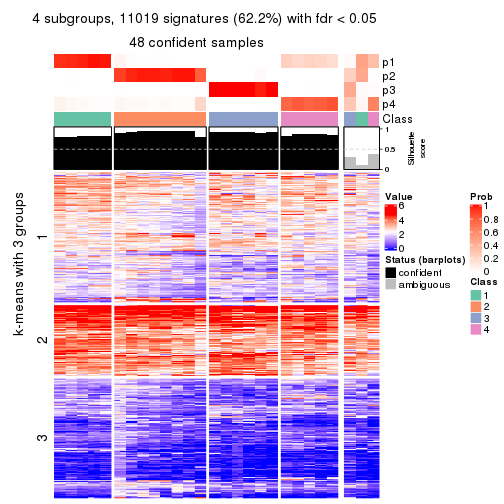 4 subgroups, 11019 signatures (62.2%) with fdr < 0.05
48 confident samples
p1
p2
p3
p4
Class
1
0.5
0
Silhouette
score
k-means with 3 groups
1
2
3
Value
6
4
2
0
Status (barplots)
confident
ambiguous
Prob
1
0.8
0.6
0.4
0.2
0
Class
1
2
3
4